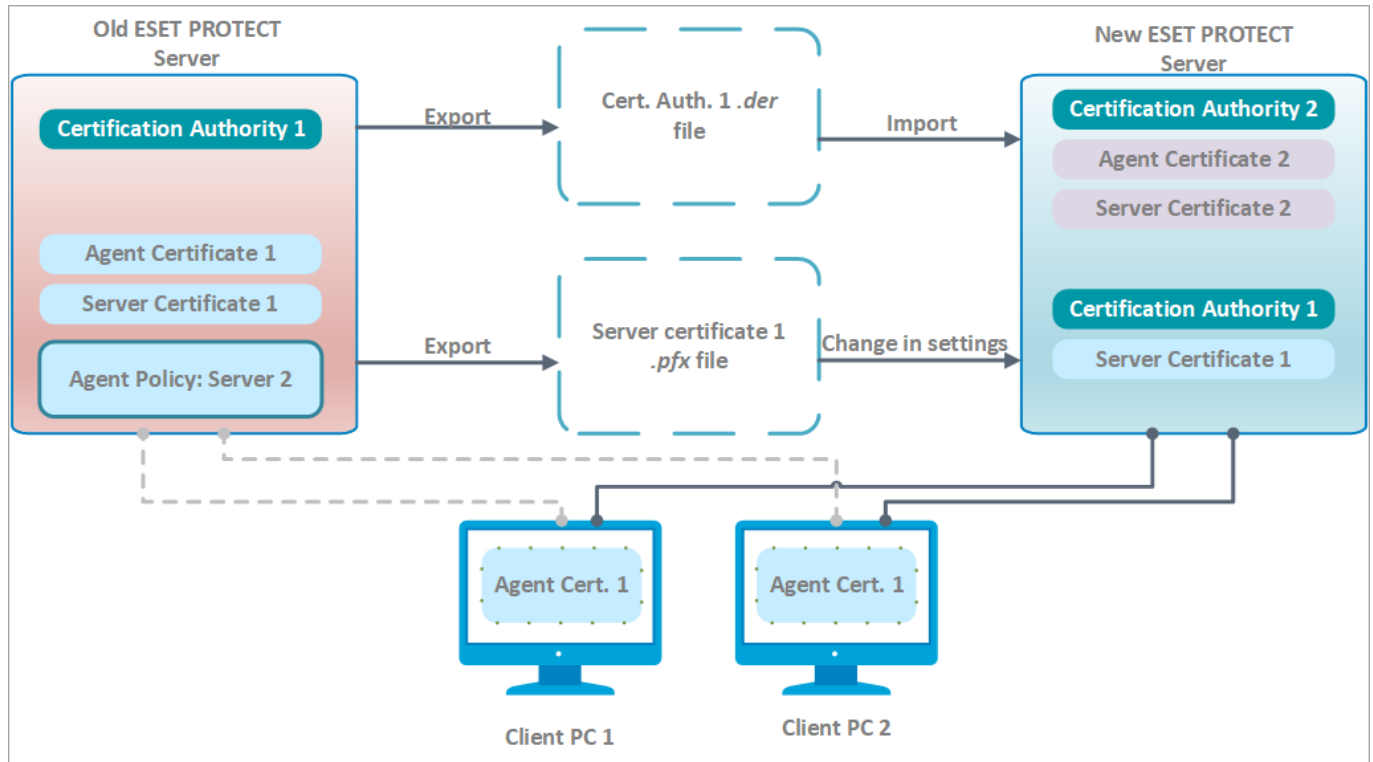 Old ESET PROTECT
Server
Certification Authority 1
Agent Certificate 1
Server Certificate 1
Agent Policy: Server 2
Export
Cert. Auth. 1 .der
file
Import
Export
Server certificate 1
.pfx file
Change in settings
New ESET PROTECT
Server
Certification Authority 2
Agent Certificate 2
Server Certificate 2
Certification Authority 1
Server Certificate 1
Agent Cert. 1
Client PC 1
Agent Cert. 1
Client PC 2